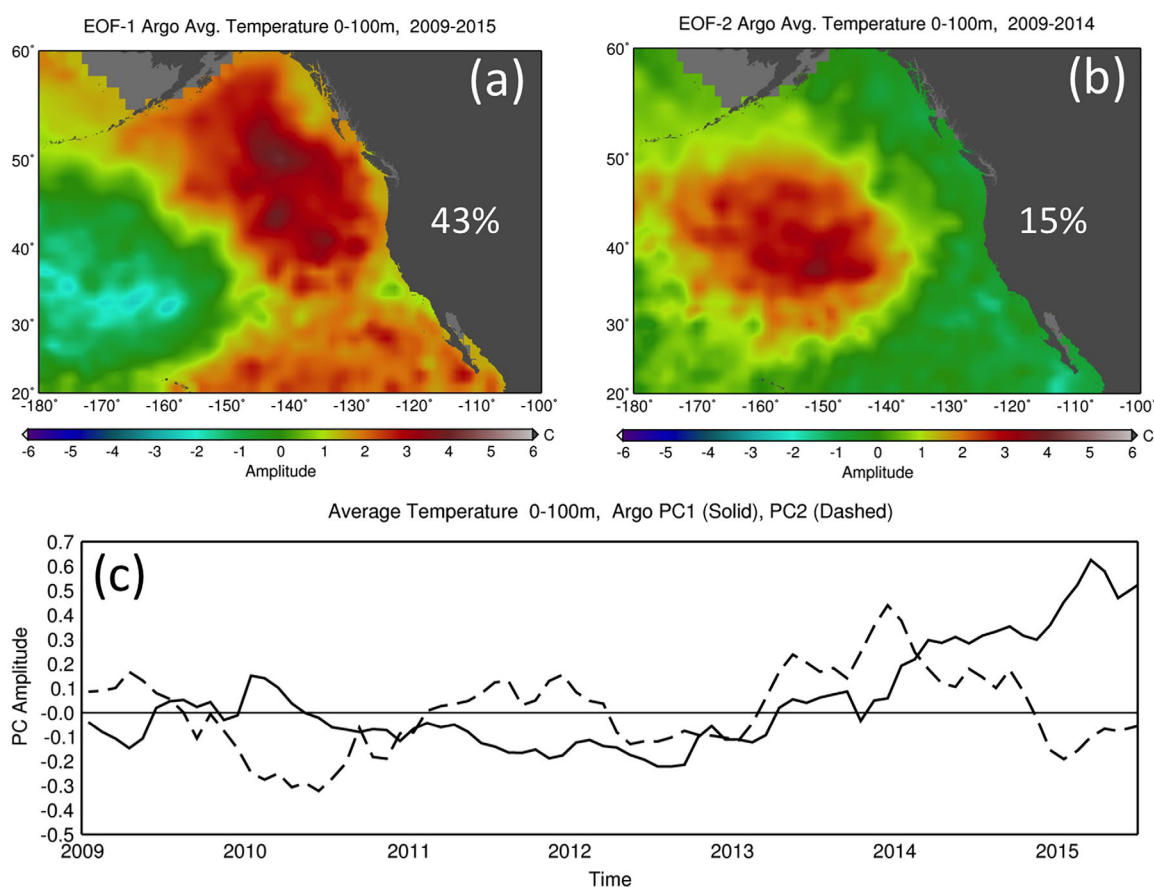 EOF-1 Argo Avg. Temperature 0-100m, 2009-2015
(a)
43%
60°
50°
40°
30°
20°
-180 -170 -160 -150 -140 -130 -120 -110 -100
-6 -5 -4 -3 -2 -1 0 1 2 3 4 5 6
C
Amplitude
EOF-2 Argo Avg. Temperature 0-100m, 2009-2014
(b)
15%
60°
50°
40°
30°
20°
-180 -170 -160 -150 -140 -130 -120 -110 -100
-6 -5 -4 -3 -2 -1 0 1 2 3 4 5 6
C
Amplitude
Average Temperature 0-100m, Argo PC1 (Solid), PC2 (Dashed)
(c)
PC Amplitude
0.7
0.6
0.5
0.4
0.3
0.2
0.1
-0.0
-0.1
-0.2
-0.3
-0.4
-0.5
2009 2010 2011 2012 2013 2014 2015
Time